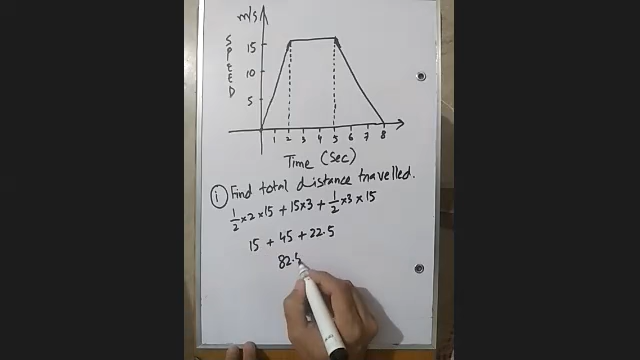 m/s
SPEED
15
10
5
1 2 3 4 5 6 7 8
Time (Sec)
i Find total distance travelled.
1/2 × 2 × 15 + 15 × 3 + 1/2 × 3 × 15
15 + 45 + 22.5
82.5